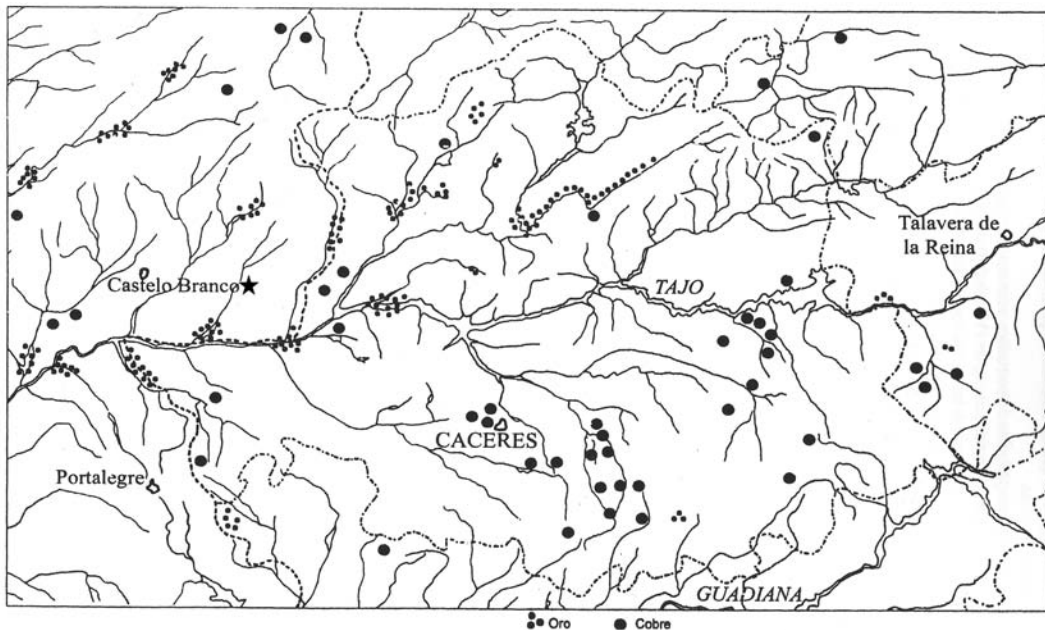 Talavera de
la Reina
Castelo Branco
TAJO
CACERES
Portalegre
GUADIANA
Oro
Cobre